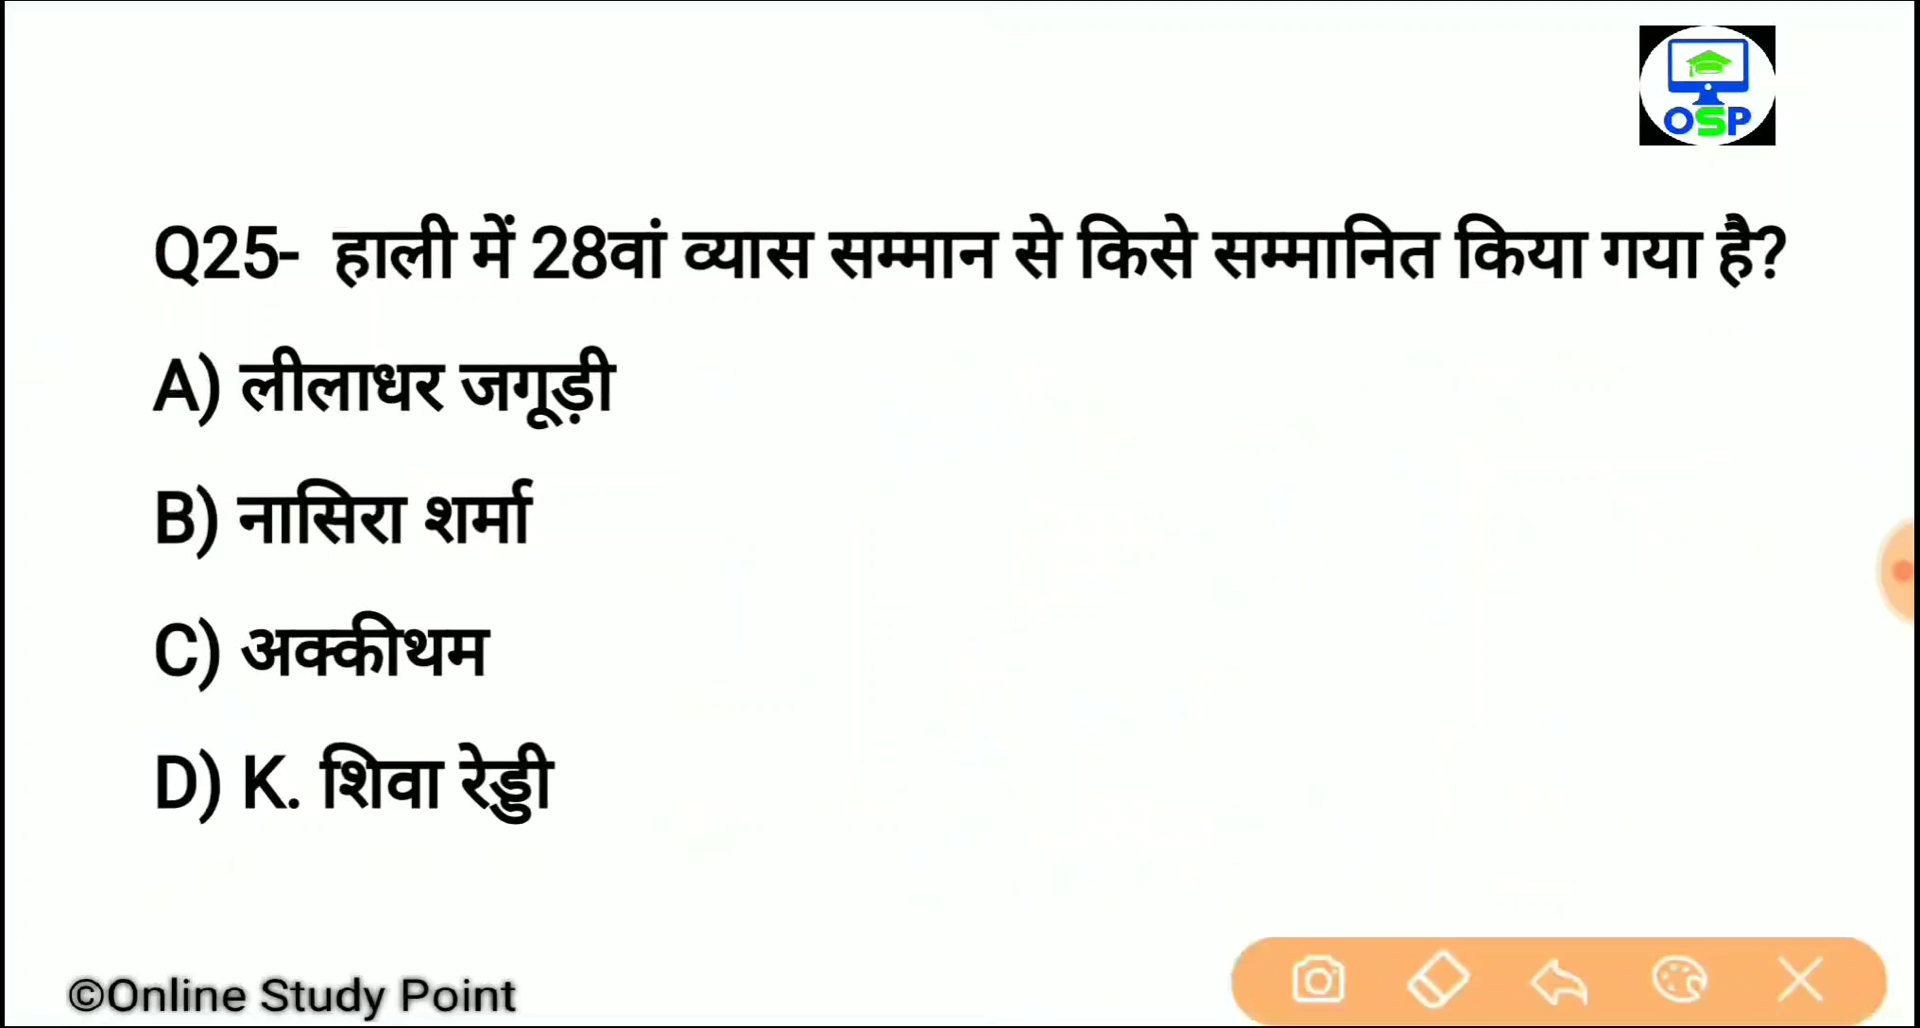 OSP
Q25- हाली में 28वां व्यास सम्मान से किसे सम्मानित किया गया है?
A) लीलाधर जगूड़ी
B) नासिरा शर्मा
C) अक्कीथम
D) K. शिवा रेड्डी
©Online Study Point